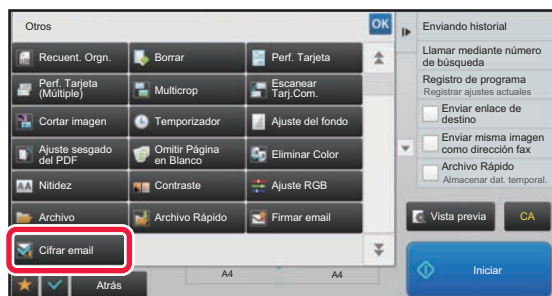 Otros
OK
Recuent. Orgn.
Borrar
Perf. Tarjeta
Perf. Tarjeta
(Múltiple)
Multicrop
Escanear
Tarj.Com.
Cortar imagen
Temporizador
Ajuste del fondo
Ajuste sesgado
del PDF
Omitir Página
en Blanco
Eliminar Color
AA
Nitidez
Contraste
Ajuste RGB
Archivo
Archivo Rápido
Firmar email
Cifrar email
Atrás
A4
A4
Enviando historial
Llamar mediante número
de búsqueda
Registro de programa
Registrar ajustes actuales
Enviar enlace de
destino
Enviar misma imagen
como dirección fax
Archivo Rápido
Almacenar dat. temporal.
Vista previa
CA
Iniciar